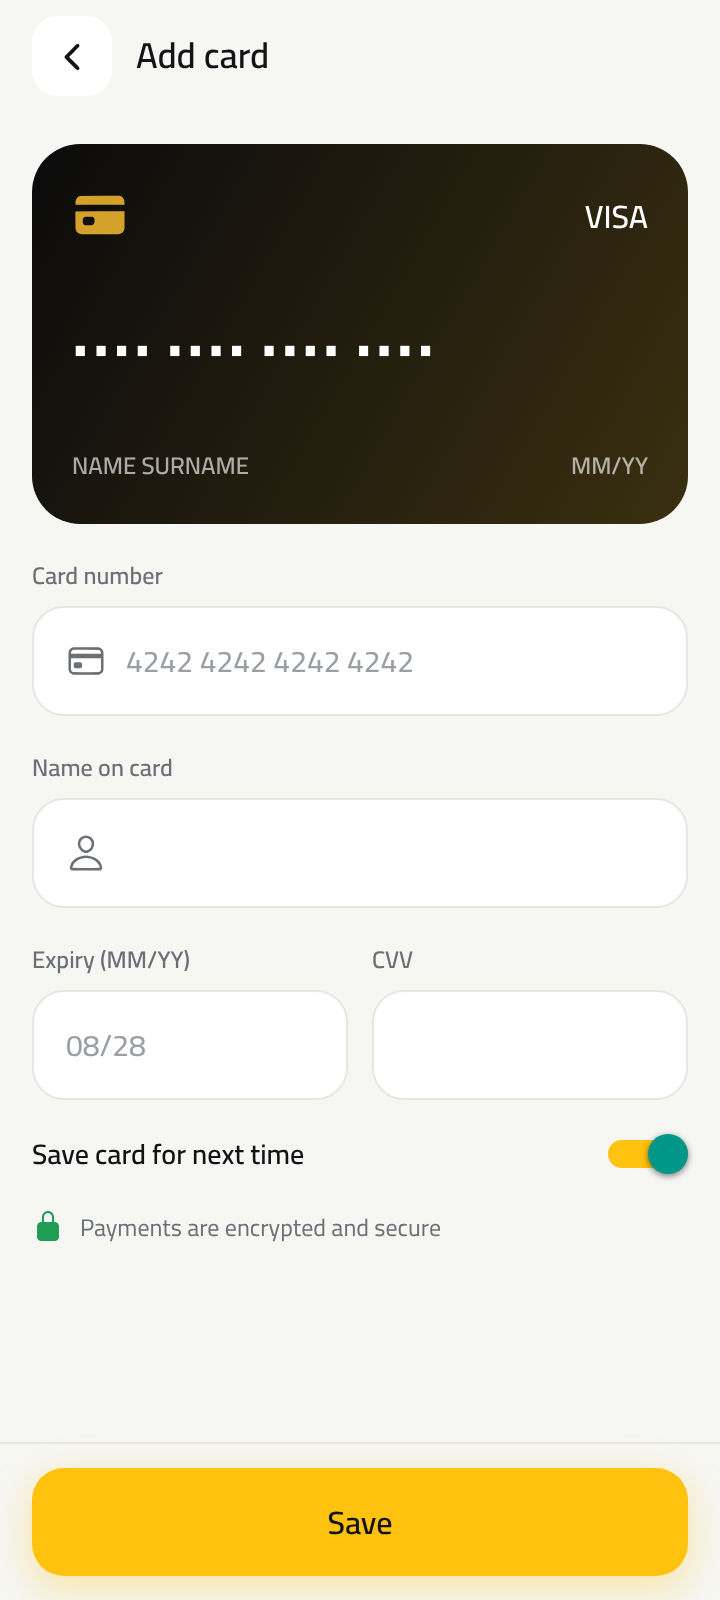 Add card
VISA
•••• •••• •••• ••••
NAME SURNAME MM/YY
Card number
4242 4242 4242 4242
Name on card
Expiry (MM/YY) CVV
08/28
Save card for next time
Payments are encrypted and secure
Save